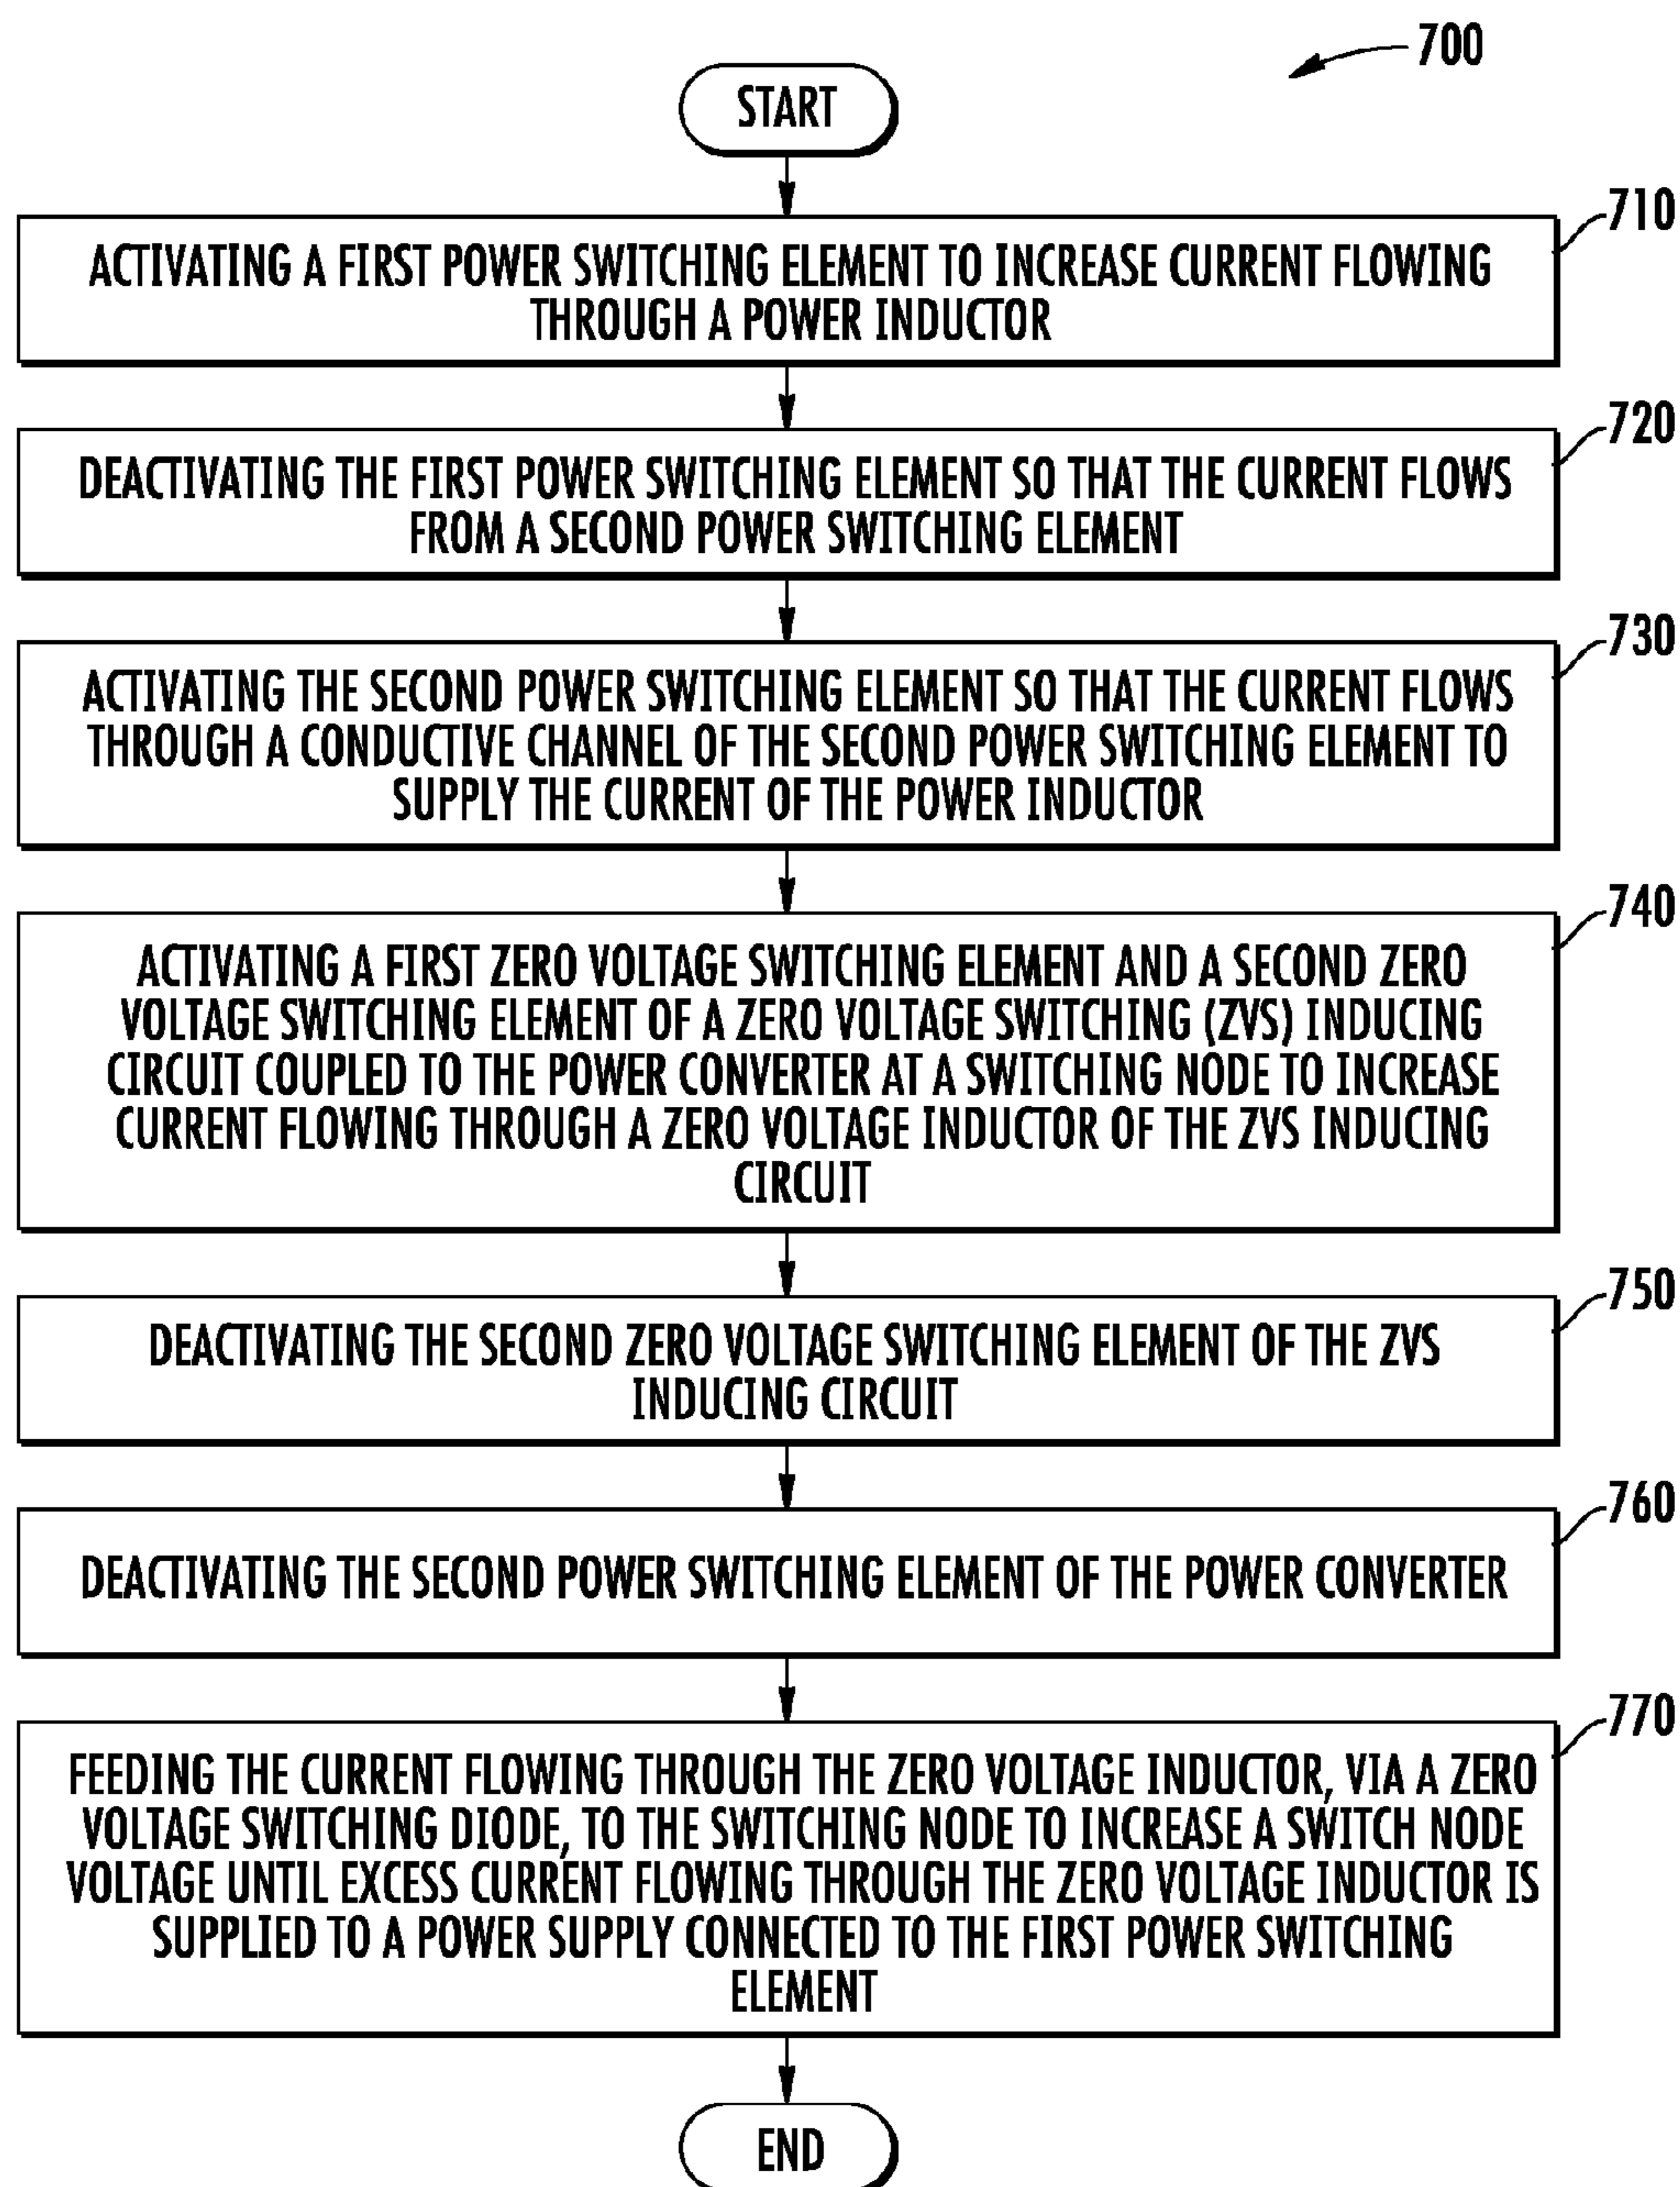 700
START
710
ACTIVATING A FIRST POWER SWITCHING ELEMENT TO INCREASE CURRENT FLOWING
THROUGH A POWER INDUCTOR
720
DEACTIVATING THE FIRST POWER SWITCHING ELEMENT SO THAT THE CURRENT FLOWS
FROM A SECOND POWER SWITCHING ELEMENT
730
ACTIVATING THE SECOND POWER SWITCHING ELEMENT SO THAT THE CURRENT FLOWS
THROUGH A CONDUCTIVE CHANNEL OF THE SECOND POWER SWITCHING ELEMENT TO
SUPPLY THE CURRENT OF THE POWER INDUCTOR
740
ACTIVATING A FIRST ZERO VOLTAGE SWITCHING ELEMENT AND A SECOND ZERO
VOLTAGE SWITCHING ELEMENT OF A ZERO VOLTAGE SWITCHING (ZVS) INDUCING
CIRCUIT COUPLED TO THE POWER CONVERTER AT A SWITCHING NODE TO INCREASE
CURRENT FLOWING THROUGH A ZERO VOLTAGE INDUCTOR OF THE ZVS INDUCING
CIRCUIT
750
DEACTIVATING THE SECOND ZERO VOLTAGE SWITCHING ELEMENT OF THE ZVS
INDUCING CIRCUIT
760
DEACTIVATING THE SECOND POWER SWITCHING ELEMENT OF THE POWER CONVERTER
770
FEEDING THE CURRENT FLOWING THROUGH THE ZERO VOLTAGE INDUCTOR, VIA A ZERO
VOLTAGE SWITCHING DIODE, TO THE SWITCHING NODE TO INCREASE A SWITCH NODE
VOLTAGE UNTIL EXCESS CURRENT FLOWING THROUGH THE ZERO VOLTAGE INDUCTOR IS
SUPPLIED TO A POWER SUPPLY CONNECTED TO THE FIRST POWER SWITCHING
ELEMENT
END